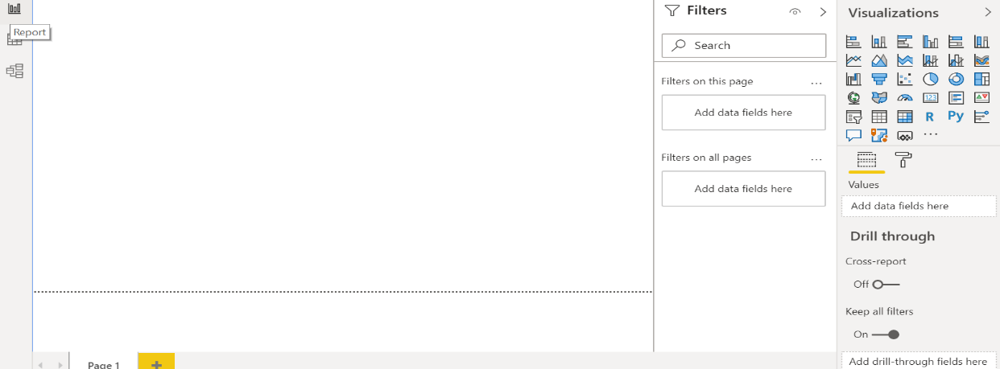 Report
Page 1
Filters
Search
Filters on this page
...
Add data fields here
Filters on all pages
...
Add data fields here
Visualizations
123
R
Py
...
Values
Add data fields here
Drill through
Cross-report
Off
Keep all filters
On
Add drill-through fields here